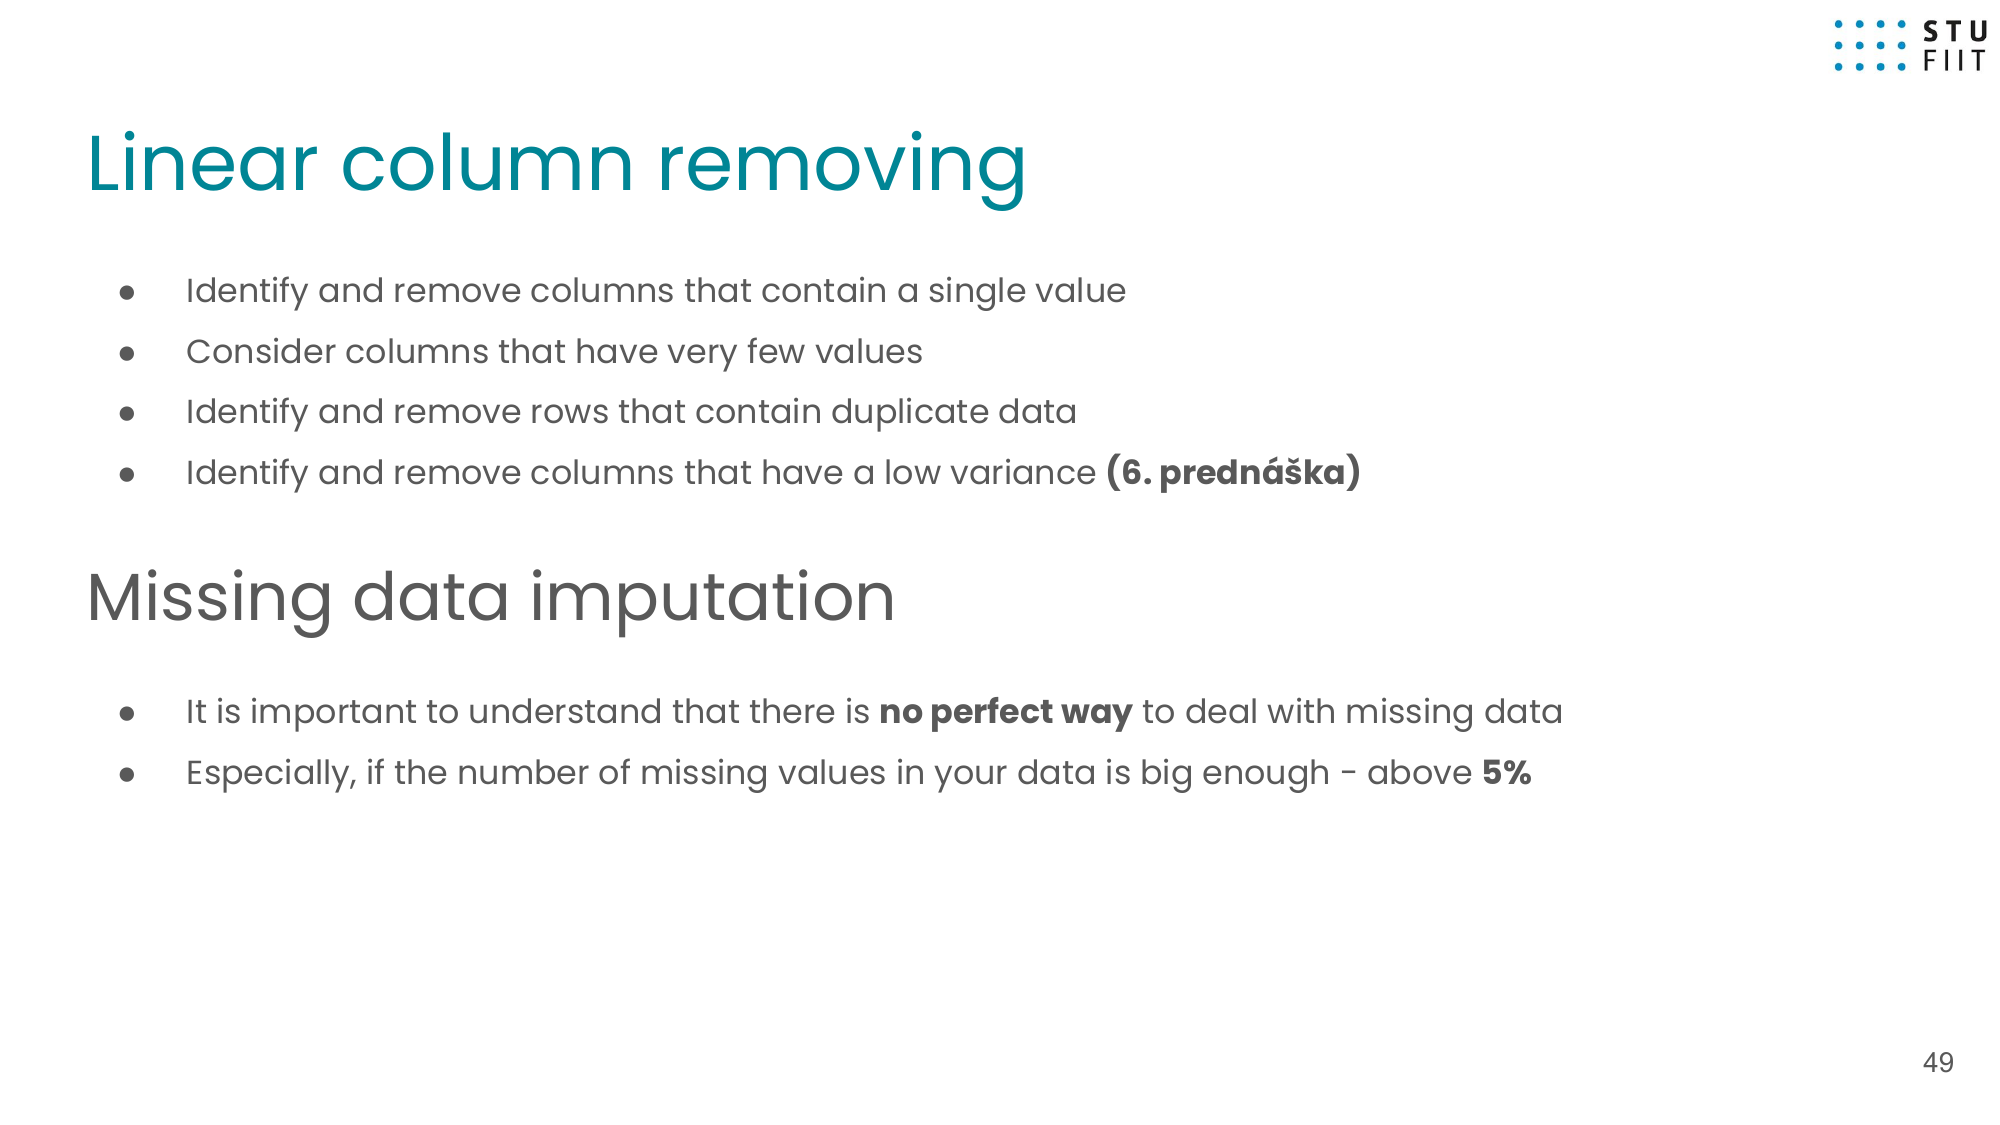 STU
FIIT
Linear column removing
● Identify and remove columns that contain a single value
● Consider columns that have very few values
● Identify and remove rows that contain duplicate data
● Identify and remove columns that have a low variance (6. prednáška)
Missing data imputation
● It is important to understand that there is no perfect way to deal with missing data
● Especially, if the number of missing values in your data is big enough - above 5%
49